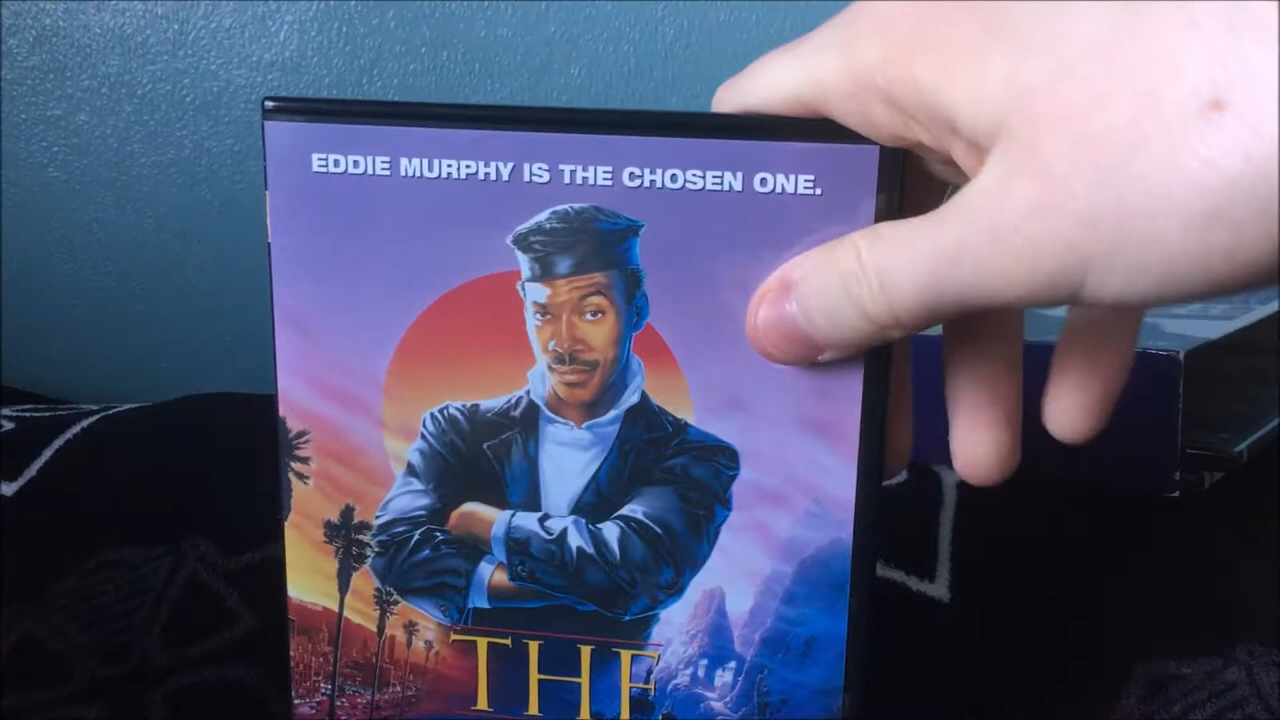 EDDIE MURPHY IS THE CHOSEN ONE.
THE